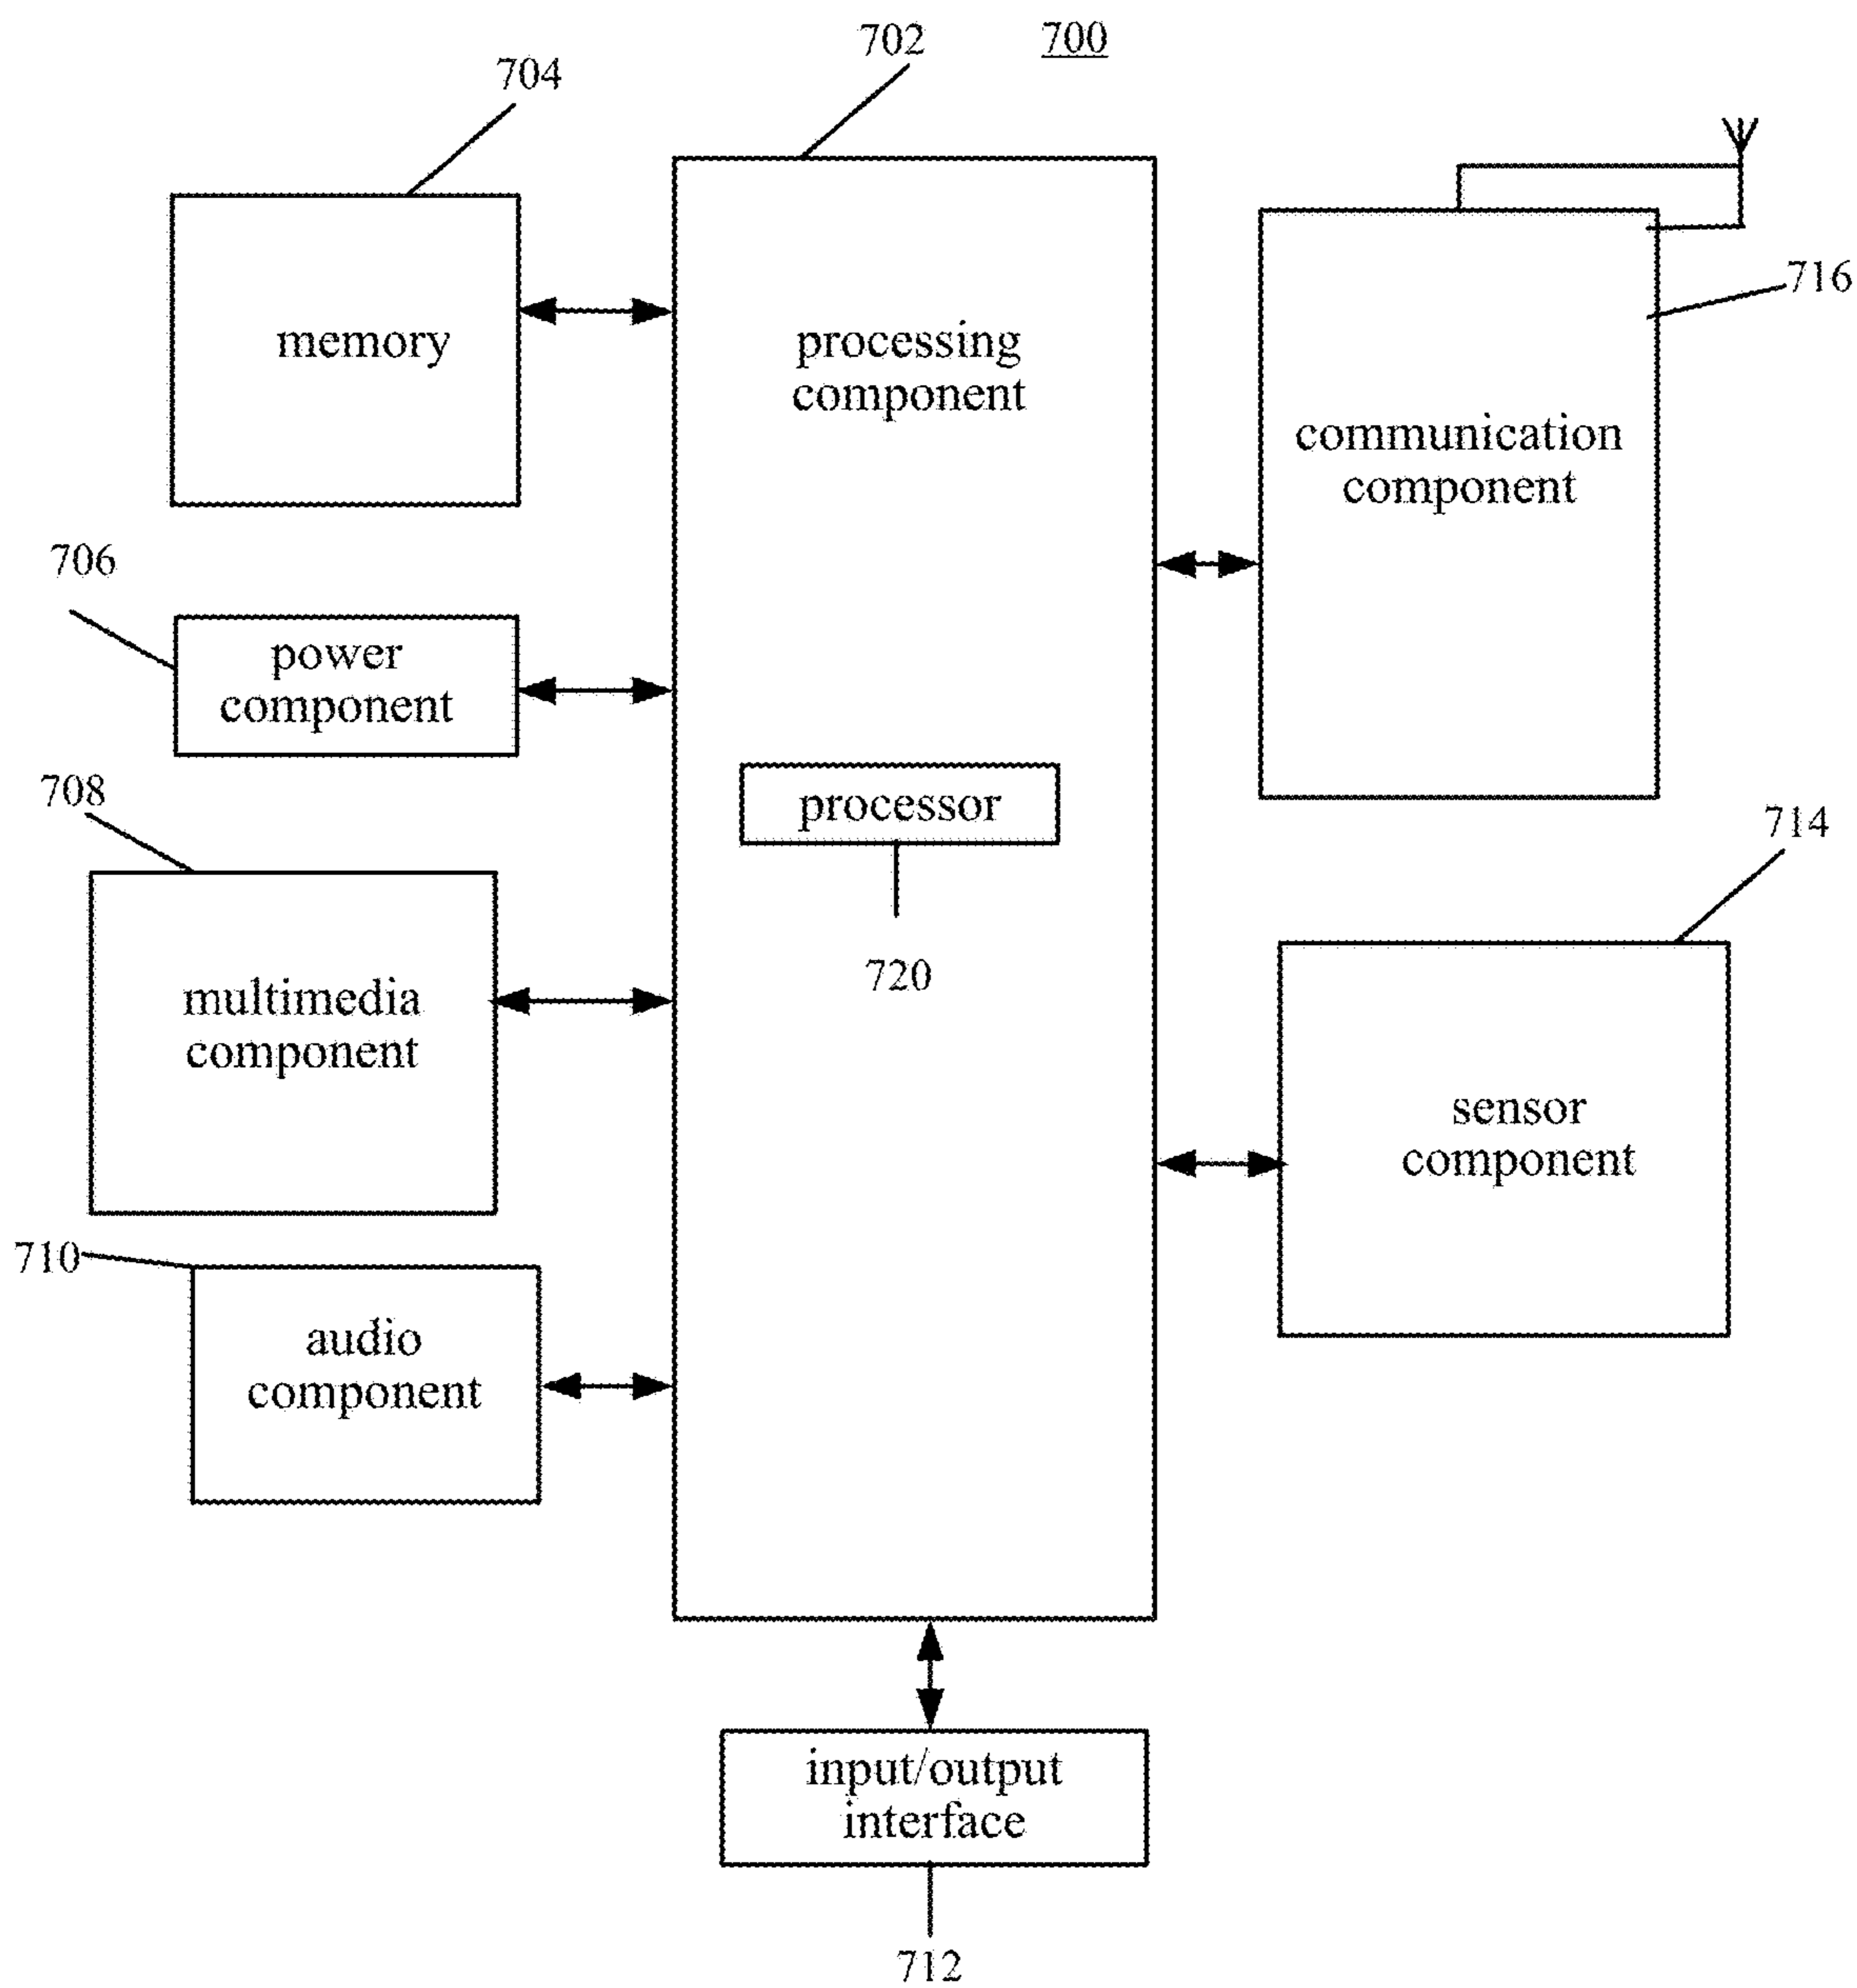 702
700
704
memory
processing
component
716
communication
component
706
power
component
708
processor
714
720
multimedia
component
sensor
component
710
audio
component
input/output
interface
712